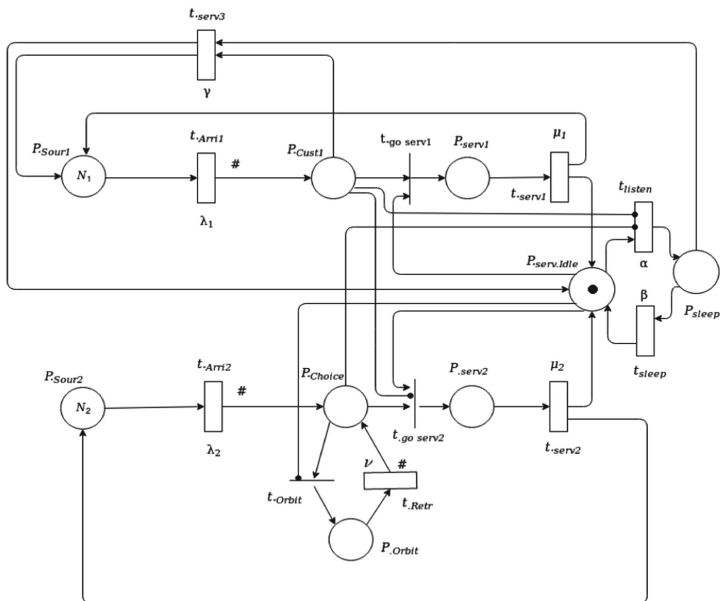 t.serv3
γ
P.Sour1
N1
t.Arri1
#
λ1
P.Cust1
t.go serv1
P.serv1
μ1
t.serv1
tlisten
α
P.serv.Idle
β
Psleep
tsleep
P.Sour2
N2
t.Arri2
#
λ2
P.Choice
t.go serv2
P.serv2
μ2
t.serv2
ν
#
t.Orbit
t.Retr
P.Orbit